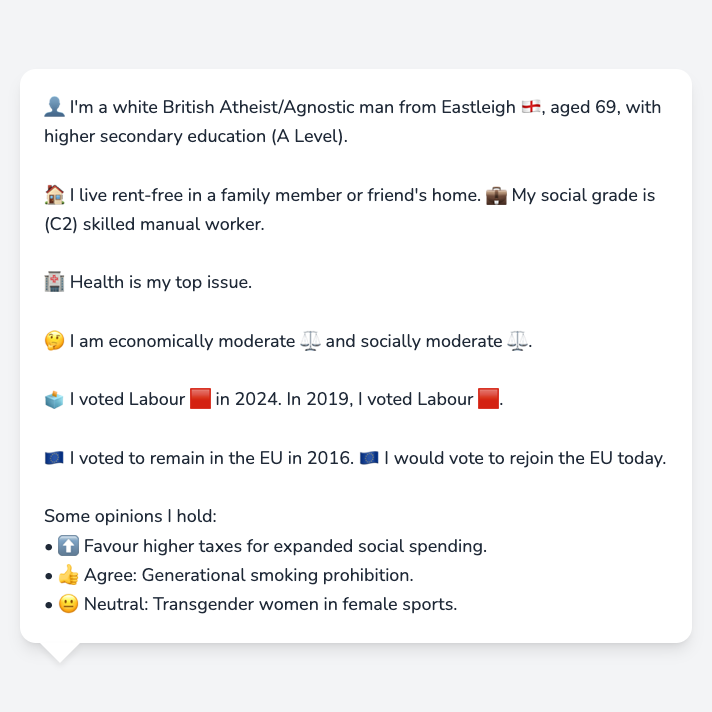 👤 I'm a white British Atheist/Agnostic man from Eastleigh 🏴󠁧󠁢󠁥󠁮󠁧󠁿, aged 69, with
higher secondary education (A Level).
🏠 I live rent-free in a family member or friend's home. 💼 My social grade is
(C2) skilled manual worker.
🏥 Health is my top issue.
🤔 I am economically moderate ⚖️ and socially moderate ⚖️.
🗳️ I voted Labour 🟥 in 2024. In 2019, I voted Labour 🟥.
🇪🇺 I voted to remain in the EU in 2016. 🇪🇺 I would vote to rejoin the EU today.
Some opinions I hold:
• ⬆️ Favour higher taxes for expanded social spending.
• 👍 Agree: Generational smoking prohibition.
• 😐 Neutral: Transgender women in female sports.